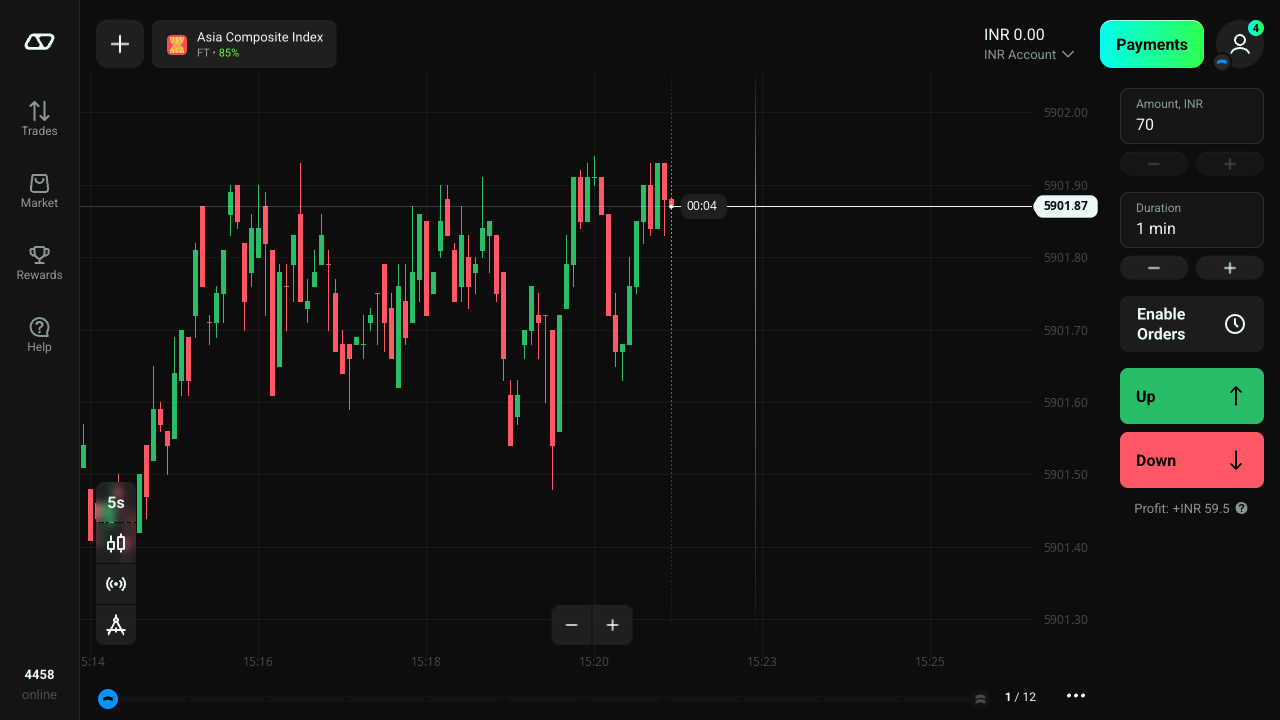 Asia Composite Index
FT • 85%
INR 0.00
INR Account
Payments
4
Trades
Market
Rewards
Help
4458
online
5902.00
5901.90
5901.87
5901.80
5901.70
5901.60
5901.50
5901.40
5901.30
00:04
5s
5:14
15:16
15:18
15:20
15:23
15:25
1 / 12
Amount, INR
70
Duration
1 min
Enable
Orders
Up
Down
Profit: +INR 59.5